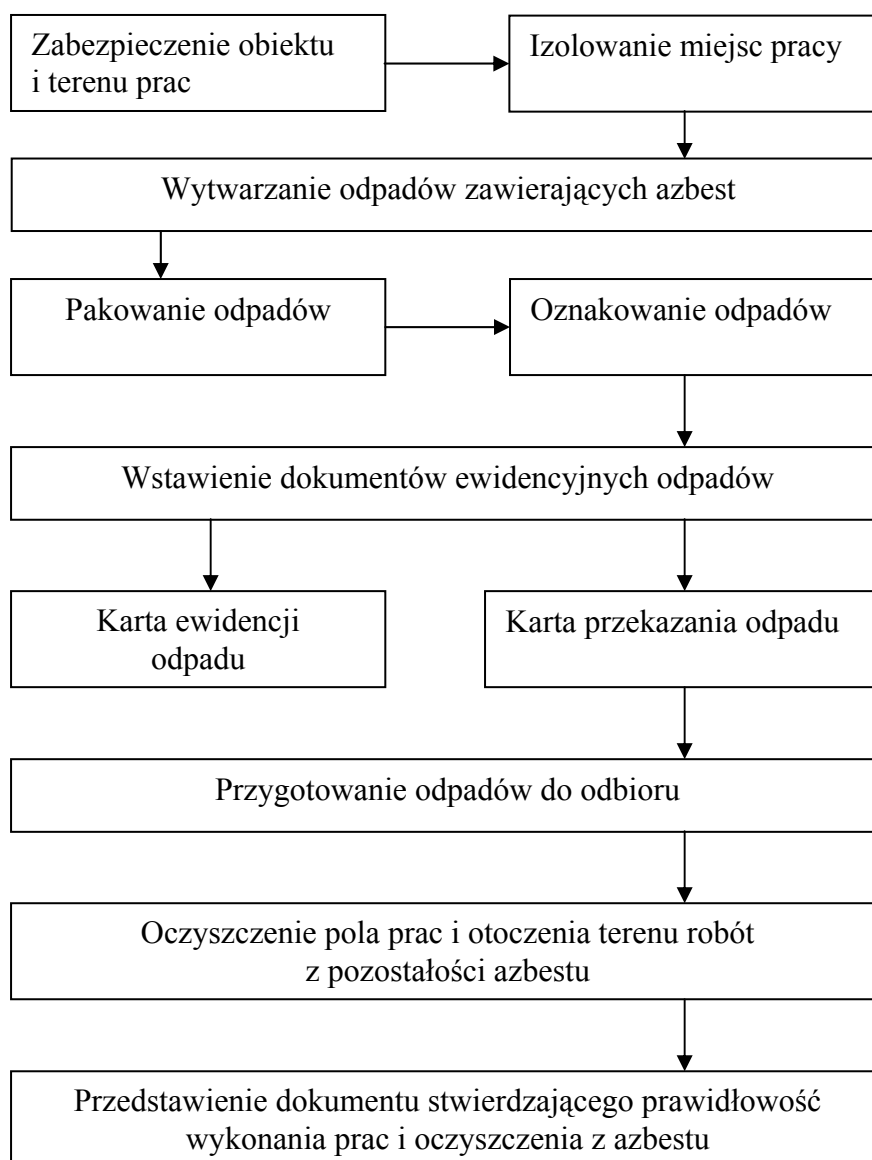 Zabezpieczenie obiektu
i terenu prac
Izolowanie miejsc pracy
Wytwarzanie odpadów zawierających azbest
Pakowanie odpadów
Oznakowanie odpadów
Wstawienie dokumentów ewidencyjnych odpadów
Karta ewidencji
odpadu
Karta przekazania odpadu
Przygotowanie odpadów do odbioru
Oczyszczenie pola prac i otoczenia terenu robót
z pozostałości azbestu
Przedstawienie dokumentu stwierdzającego prawidłowość
wykonania prac i oczyszczenia z azbestu